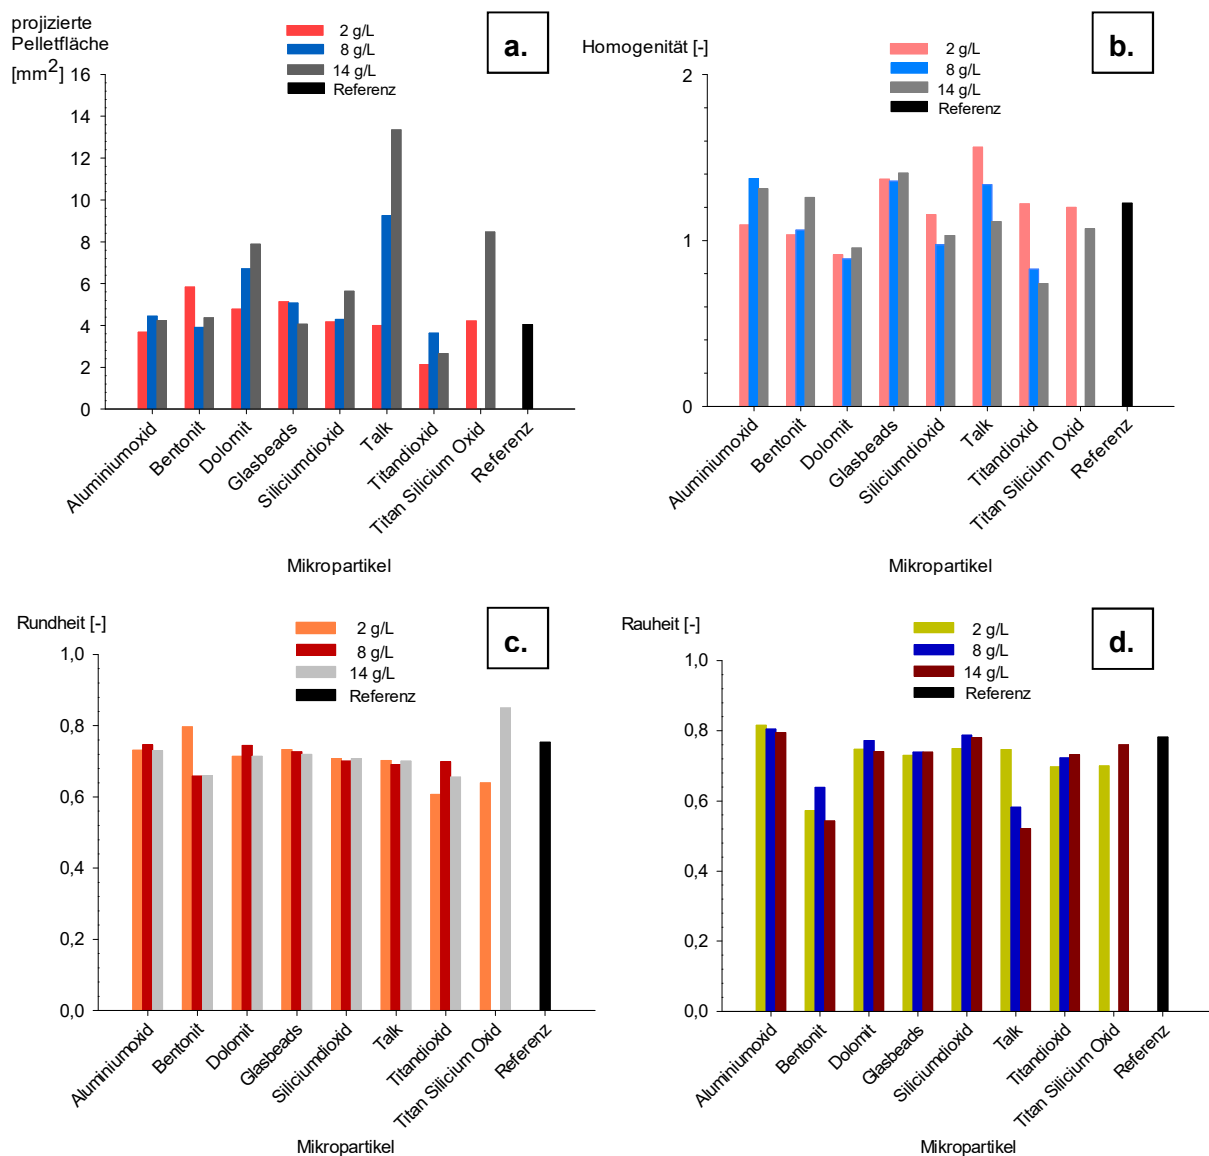 projizierte
Pelletfläche
[mm2]
a.
2 g/L
8 g/L
14 g/L
Referenz
16
14
12
10
8
6
4
2
0
Aluminiumoxid
Bentonit
Dolomit
Glasbeads
Siliciumdioxid
Talk
Titandioxid
Titan Silicium Oxid
Referenz
Mikropartikel
Homogenität [-]
b.
2 g/L
8 g/L
14 g/L
Referenz
2
1
0
Aluminiumoxid
Bentonit
Dolomit
Glasbeads
Siliciumdioxid
Talk
Titandioxid
Titan Silicium Oxid
Referenz
Mikropartikel
Rundheit [-]
c.
2 g/L
8 g/L
14 g/L
Referenz
1,0
0,8
0,6
0,4
0,2
0,0
Aluminiumoxid
Bentonit
Dolomit
Glasbeads
Siliciumdioxid
Talk
Titandioxid
Titan Silicium Oxid
Referenz
Mikropartikel
Rauheit [-]
d.
2 g/L
8 g/L
14 g/L
Referenz
1,0
0,8
0,6
0,4
0,2
0,0
Aluminiumoxid
Bentonit
Dolomit
Glasbeads
Siliciumdioxid
Talk
Titandioxid
Titan Silicium Oxid
Referenz
Mikropartikel